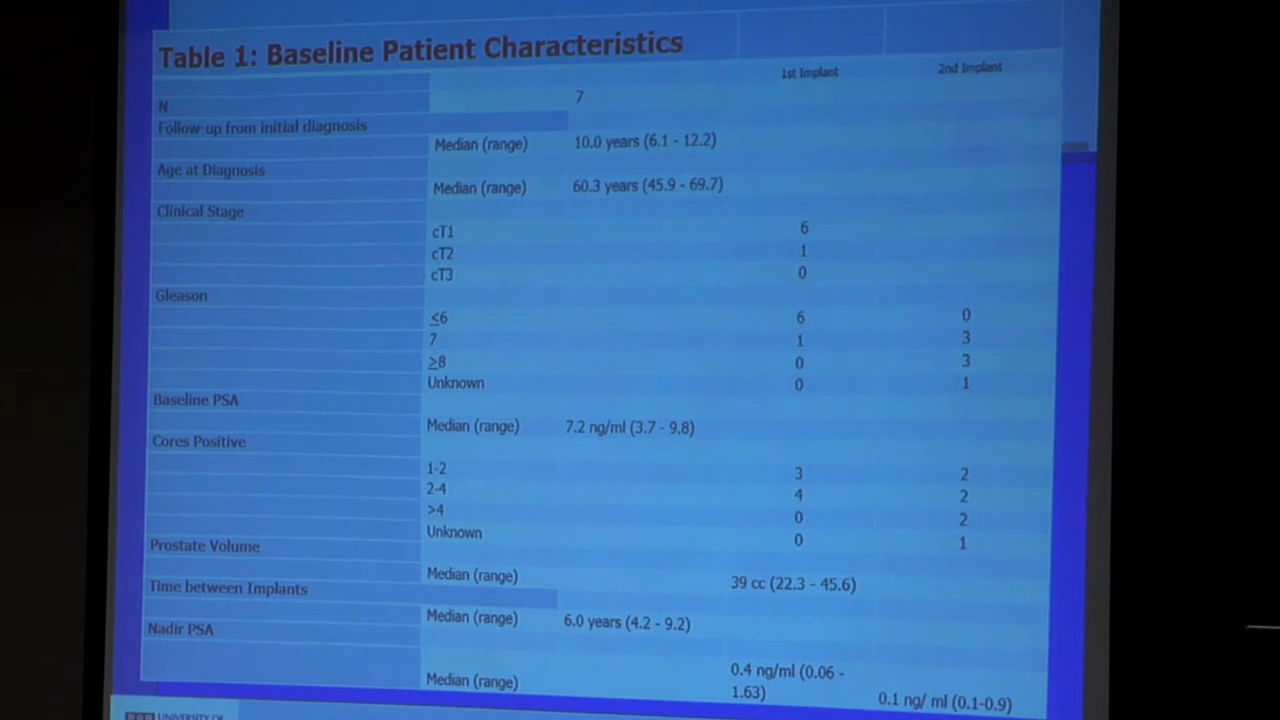 Table 1: Baseline Patient Characteristics
1st Implant 2nd Implant
N 7
Follow-up from initial diagnosis
Median (range) 10.0 years (6.1 - 12.2)
Age at Diagnosis
Median (range) 60.3 years (45.9 - 69.7)
Clinical Stage
cT1 6
cT2 1
cT3 0
Gleason
≤6 6 0
7 1 3
≥8 0 3
Unknown 0 1
Baseline PSA
Median (range) 7.2 ng/ml (3.7 - 9.8)
Cores Positive
1-2 3 2
2-4 4 2
>4 0 2
Unknown 0 1
Prostate Volume
Median (range) 39 cc (22.3 - 45.6)
Time between Implants
Median (range) 6.0 years (4.2 - 9.2)
Nadir PSA
Median (range) 0.4 ng/ml (0.06 -
1.63) 0.1 ng/ ml (0.1-0.9)
UNIVERSITY OF